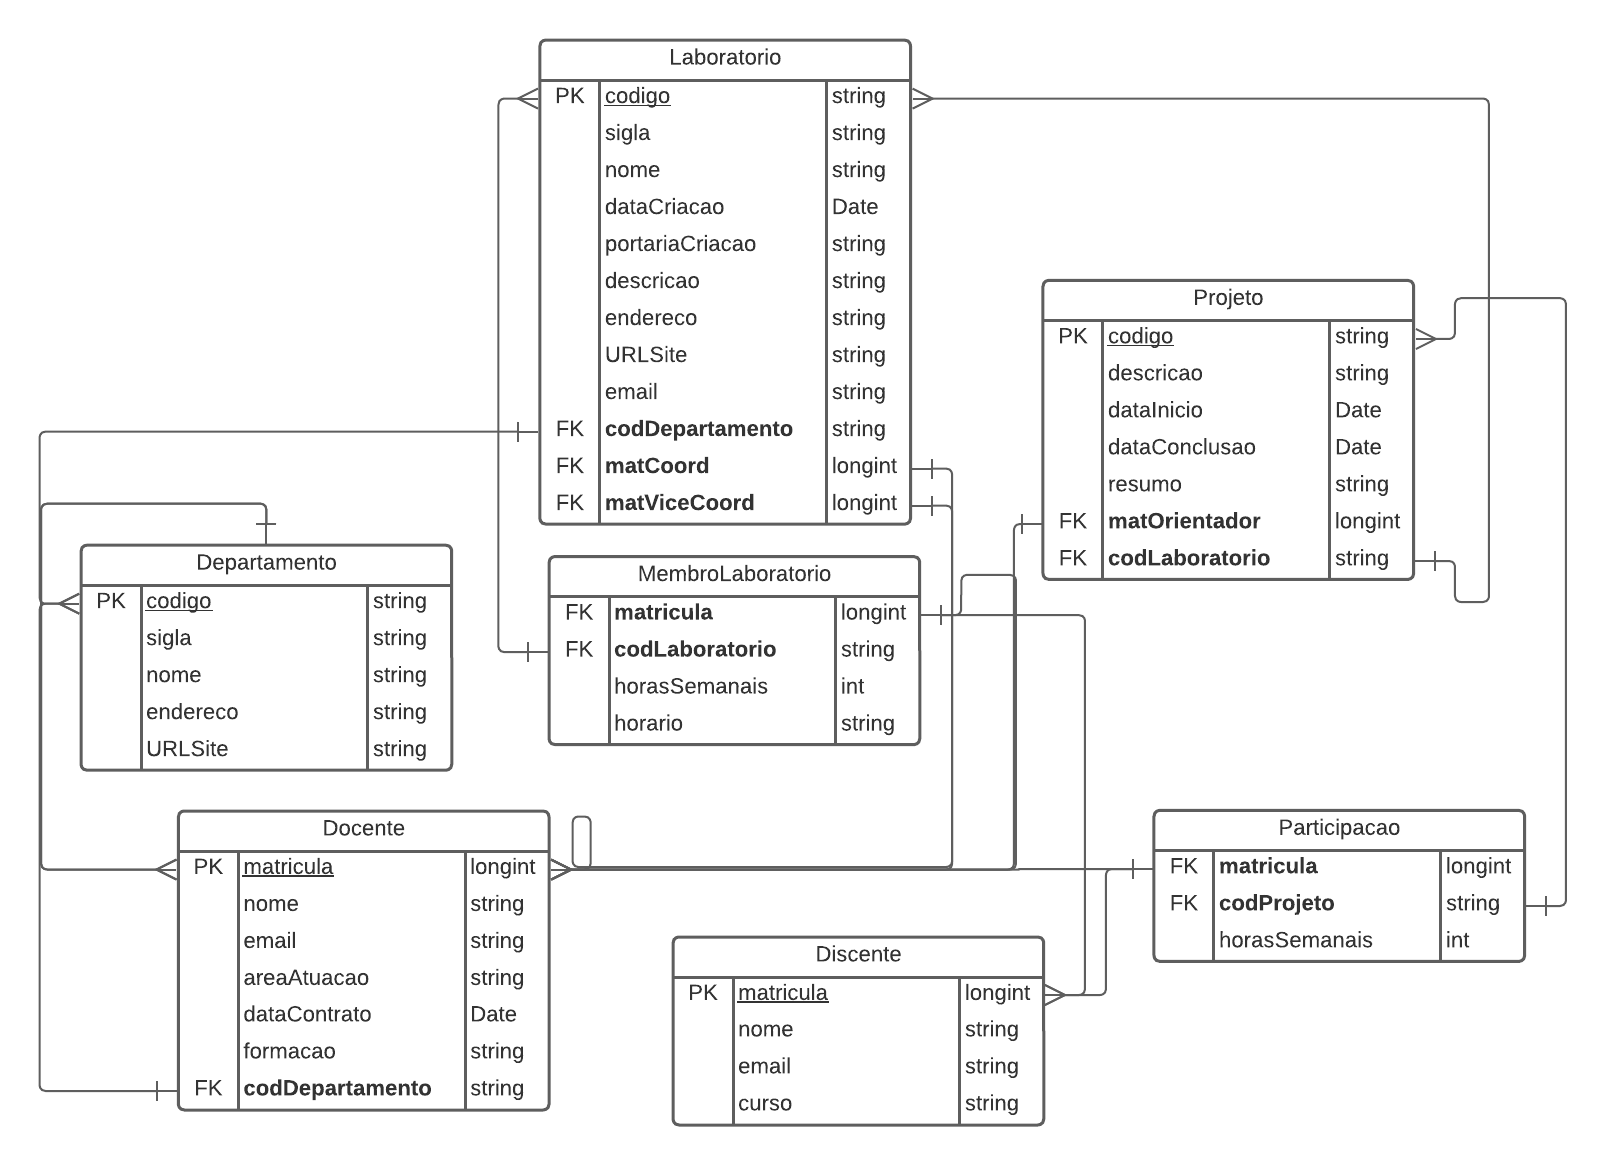 Laboratorio
PK codigo string
sigla string
nome string
dataCriacao Date
portariaCriacao string
descricao string
endereco string
URLSite string
email string
FK codDepartamento string
FK matCoord longint
FK matViceCoord longint
Projeto
PK codigo string
descricao string
dataInicio Date
dataConclusao Date
resumo string
FK matOrientador longint
FK codLaboratorio string
Departamento
PK codigo string
sigla string
nome string
endereco string
URLSite string
MembroLaboratorio
FK matricula longint
FK codLaboratorio string
horasSemanais int
horario string
Docente
PK matricula longint
nome string
email string
areaAtuacao string
dataContrato Date
formacao string
FK codDepartamento string
Participacao
FK matricula longint
FK codProjeto string
horasSemanais int
Discente
PK matricula longint
nome string
email string
curso string